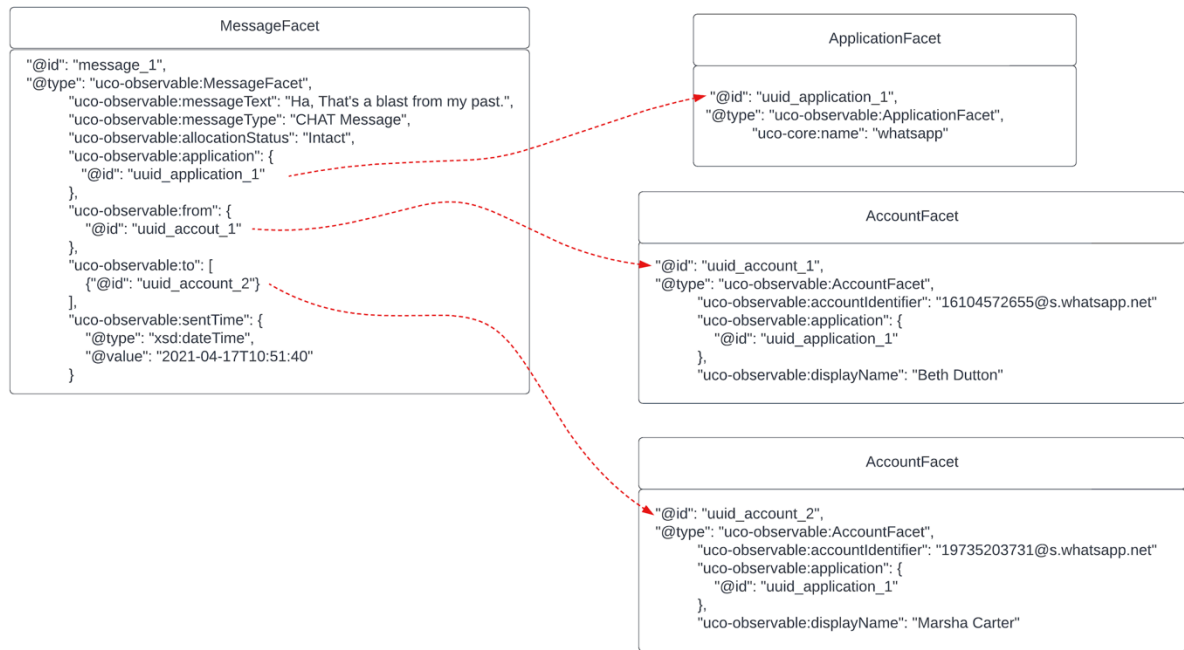 MessageFacet
"@id": "message_1",
"@type": "uco-observable:MessageFacet",
"uco-observable:messageText": "Ha, That's a blast from my past.",
"uco-observable:messageType": "CHAT Message",
"uco-observable:allocationStatus": "Intact",
"uco-observable:application": {
"@id": "uuid_application_1"
},
"uco-observable:from": {
"@id": "uuid_accout_1"
},
"uco-observable:to": [
{"@id": "uuid_account_2"}
],
"uco-observable:sentTime": {
"@type": "xsd:dateTime",
"@value": "2021-04-17T10:51:40"
}
ApplicationFacet
"@id": "uuid_application_1",
"@type": "uco-observable:ApplicationFacet",
"uco-core:name": "whatsapp"
AccountFacet
"@id": "uuid_account_1",
"@type": "uco-observable:AccountFacet",
"uco-observable:accountIdentifier": "16104572655@s.whatsapp.net"
"uco-observable:application": {
"@id": "uuid_application_1"
},
"uco-observable:displayName": "Beth Dutton"
AccountFacet
"@id": "uuid_account_2",
"@type": "uco-observable:AccountFacet",
"uco-observable:accountIdentifier": "19735203731@s.whatsapp.net"
"uco-observable:application": {
"@id": "uuid_application_1"
},
"uco-observable:displayName": "Marsha Carter"